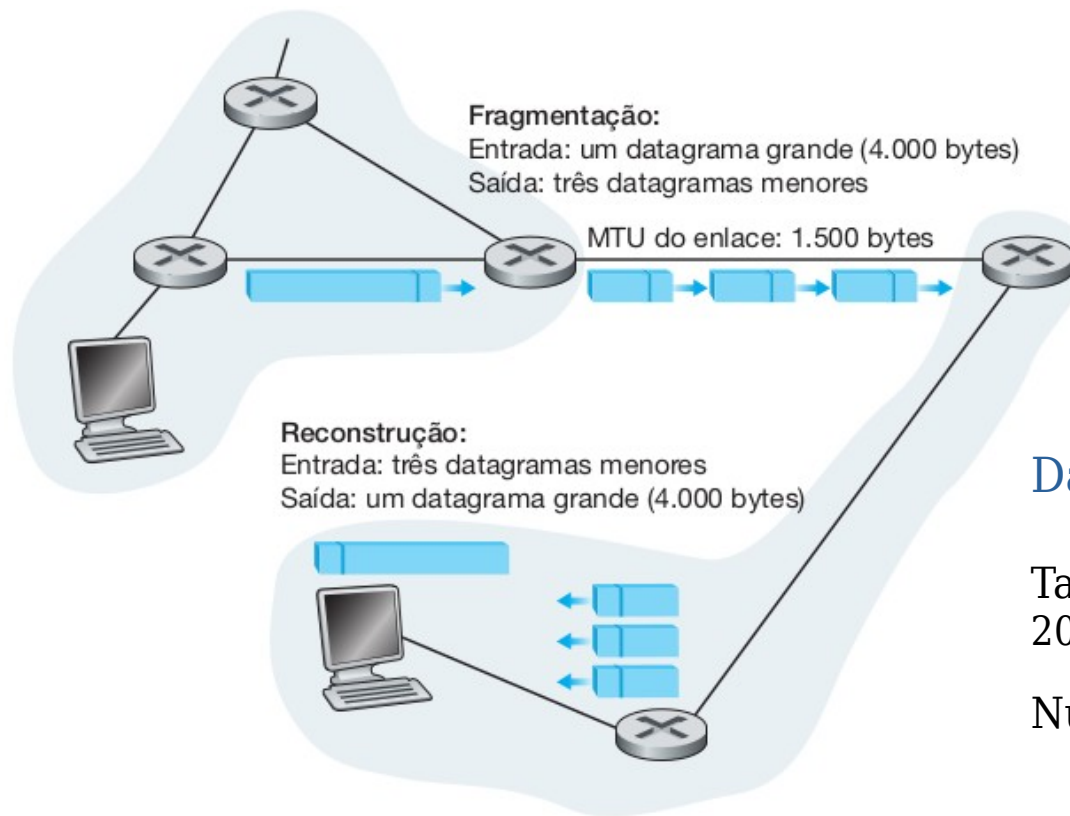 Fragmentação:
Entrada: um datagrama grande (4.000 bytes)
Saída: três datagramas menores
MTU do enlace: 1.500 bytes
Reconstrução:
Entrada: três datagramas menores
Saída: um datagrama grande (4.000 bytes)
20